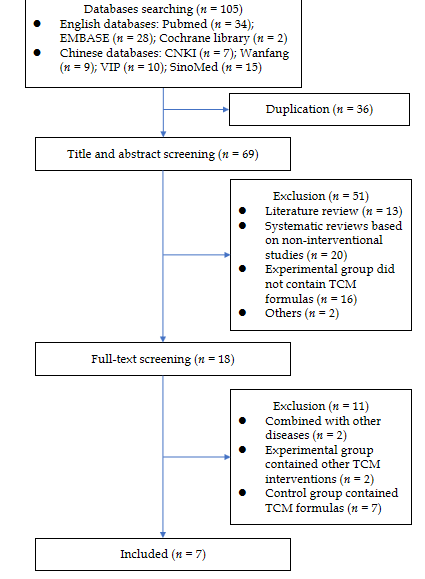 Databases searching (n = 105)
● English databases: Pubmed (n = 34);
EMBASE (n = 28); Cochrane library (n = 2)
● Chinese databases: CNKI (n = 7); Wanfang
(n = 9); VIP (n = 10); SinoMed (n = 15)
Duplication (n = 36)
Title and abstract screening (n = 69)
Exclusion (n = 51)
● Literature review (n = 13)
● Systematic reviews based
on non-interventional
studies (n = 20)
● Experimental group did
not contain TCM
formulas (n = 16)
● Others (n = 2)
Full-text screening (n = 18)
Exclusion (n = 11)
● Combined with other
diseases (n = 2)
● Experimental group
contained other TCM
interventions (n = 2)
● Control group contained
TCM formulas (n = 7)
Included (n = 7)